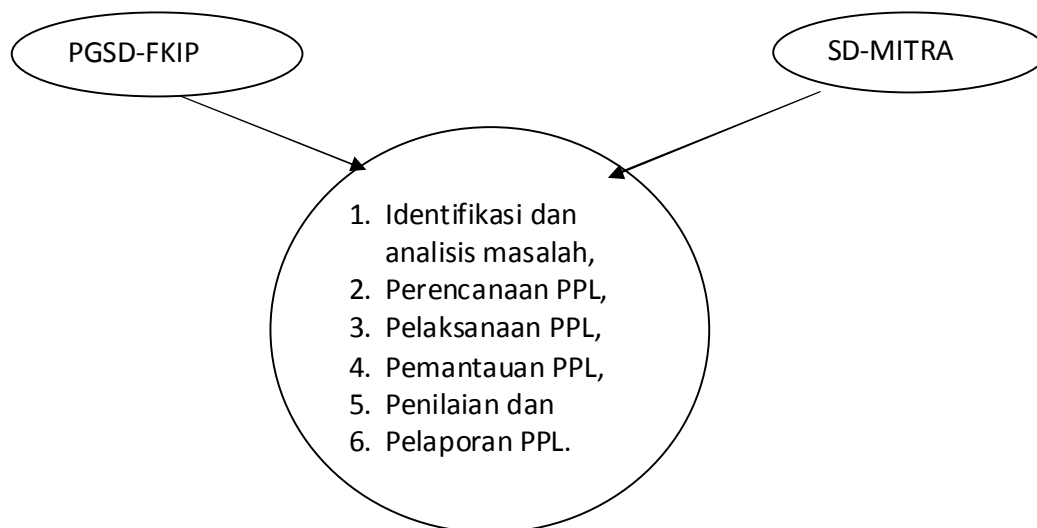 PGSD-FKIP
SD-MITRA
1. Identifikasi dan
analisis masalah,
2. Perencanaan PPL,
3. Pelaksanaan PPL,
4. Pemantauan PPL,
5. Penilaian dan
6. Pelaporan PPL.